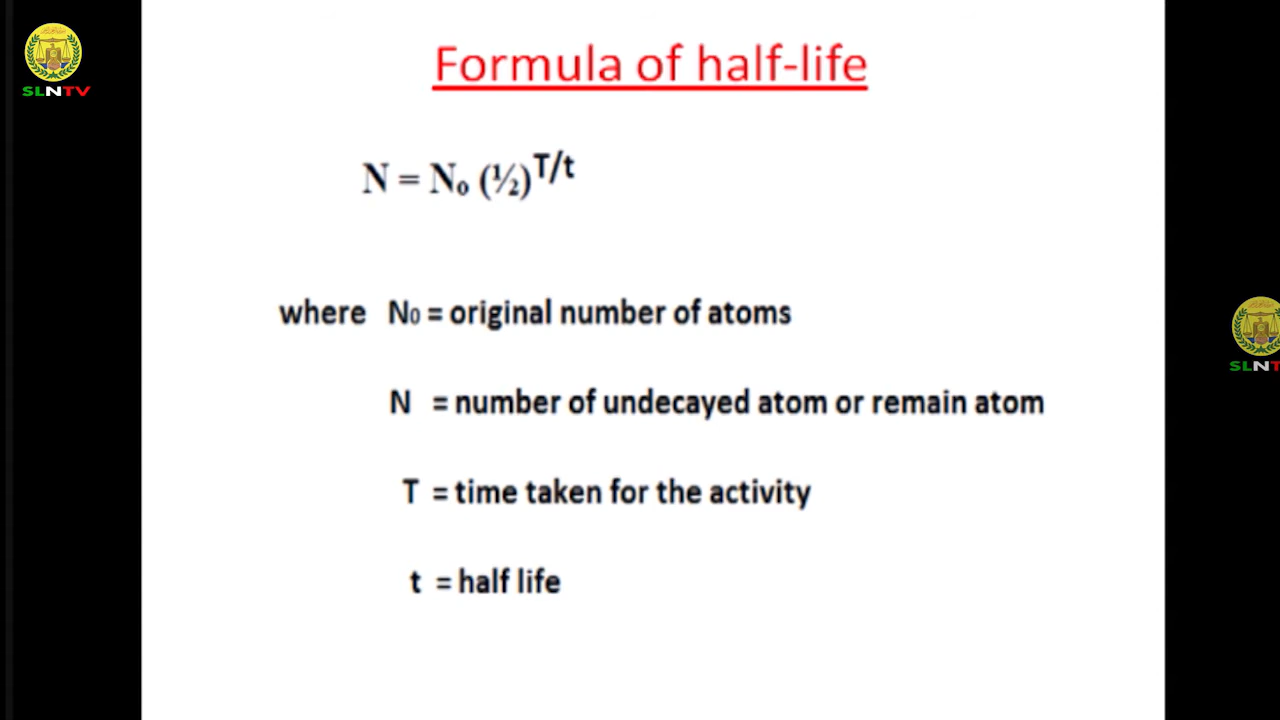 SLNTV
Formula of half-life
N = N₀ (½)^T/t
where N₀ = original number of atoms
N = number of undecayed atom or remain atom
T = time taken for the activity
t = half life
SLNT